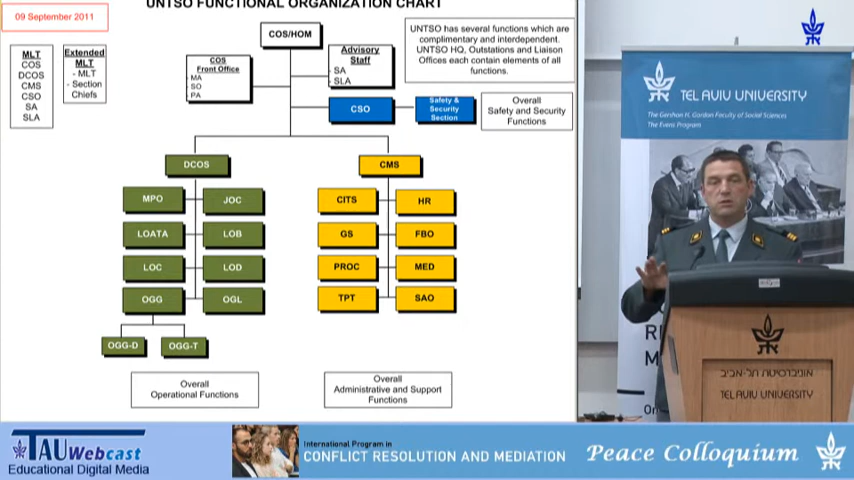 UNTSO FUNCTIONAL ORGANIZATION CHART
09 September 2011
MLT
COS
DCOS
CMS
CSO
SA
SLA
Extended
MLT
- MLT
- Section
Chiefs
COS/HOM
COS
Front Office
- MA
- SO
- PA
Advisory
Staff
- SA
- SLA
UNTSO has several functions which are
complimentary and interdependent.
UNTSO HQ, Outstations and Liaison
Offices each contain elements of all
functions.
CSO
Safety &
Security
Section
Overall
Safety and Security
Functions
DCOS
MPO
JOC
LOATA
LOB
LOC
LOD
OGG
OGL
OGG-D
OGG-T
Overall
Operational Functions
CMS
CITS
HR
GS
FBO
PROC
MED
TPT
SAO
Overall
Administrative and Support
Functions
TEL AVIV UNIVERSITY
The Gershon H. Gordon Faculty of Social Sciences
The Evens Program
R
M
אוניברסיטת תל-אביב
TEL AVIV UNIVERSITY
TAU Webcast
Educational Digital Media
International Program in
CONFLICT RESOLUTION AND MEDIATION
Peace Colloquium